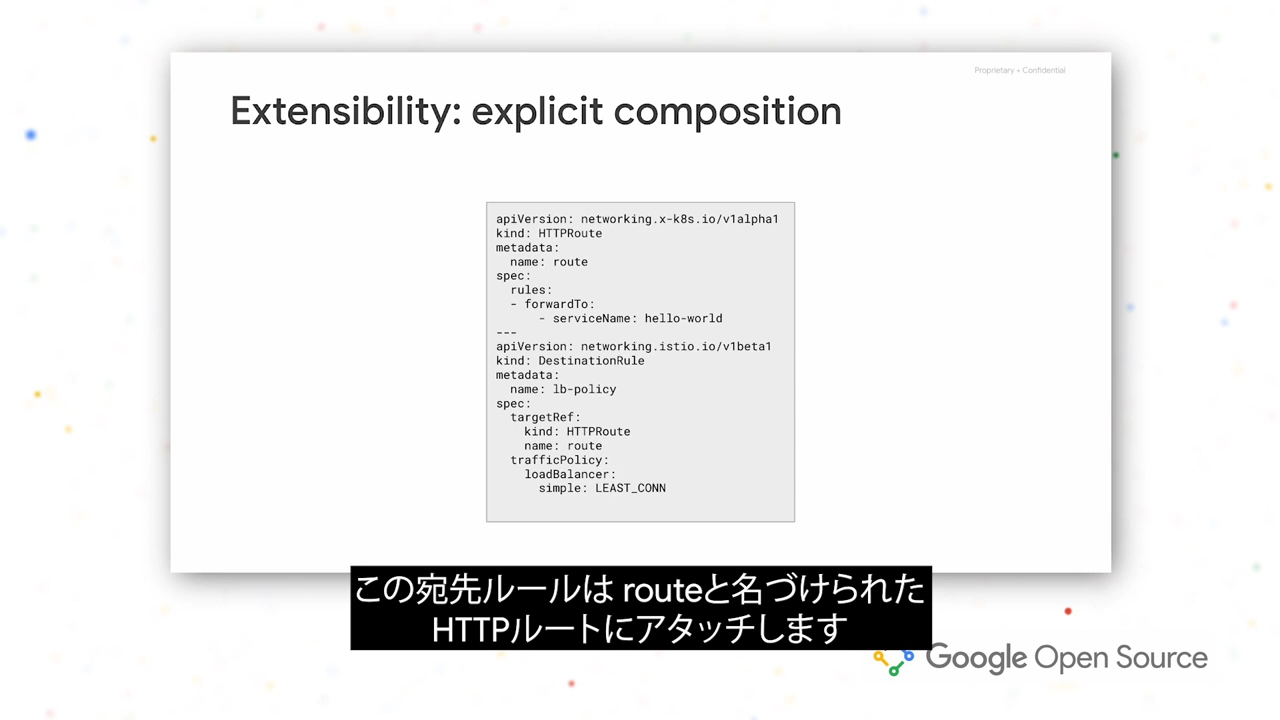 Proprietary + Confidential
Extensibility: explicit composition
apiVersion: networking.x-k8s.io/v1alpha1
kind: HTTPRoute
metadata:
  name: route
spec:
  rules:
  - forwardTo:
      - serviceName: hello-world
---
apiVersion: networking.istio.io/v1beta1
kind: DestinationRule
metadata:
  name: lb-policy
spec:
  targetRef:
    kind: HTTPRoute
    name: route
  trafficPolicy:
    loadBalancer:
      simple: LEAST_CONN
この宛先ルールは routeと名づけられた
HTTPルートにアタッチします
Google Open Source